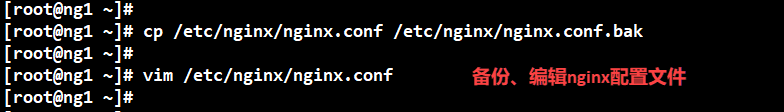 [root@ng1 ~]#
[root@ng1 ~]# cp /etc/nginx/nginx.conf /etc/nginx/nginx.conf.bak
[root@ng1 ~]#
[root@ng1 ~]# vim /etc/nginx/nginx.conf 备份、编辑nginx配置文件
[root@ng1 ~]#